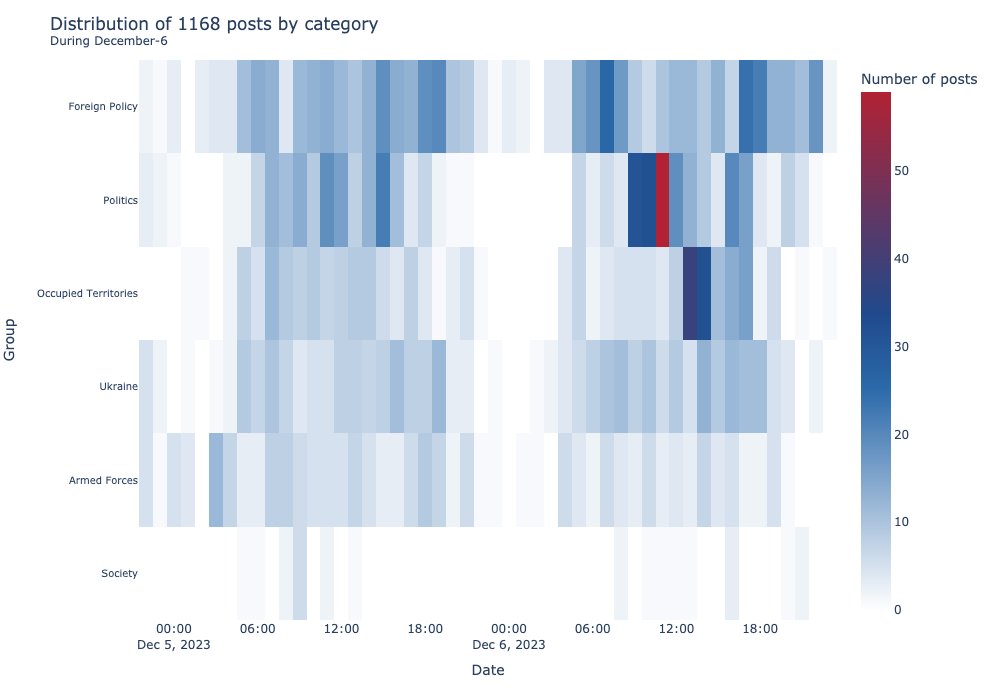 Distribution of 1168 posts by category
During December-6
Number of posts
Foreign Policy
Politics
Occupied Territories
Ukraine
Armed Forces
Society
Group
50
40
30
20
10
0
00:00 06:00 12:00 18:00 00:00 06:00 12:00 18:00
Dec 5, 2023 Dec 6, 2023
Date